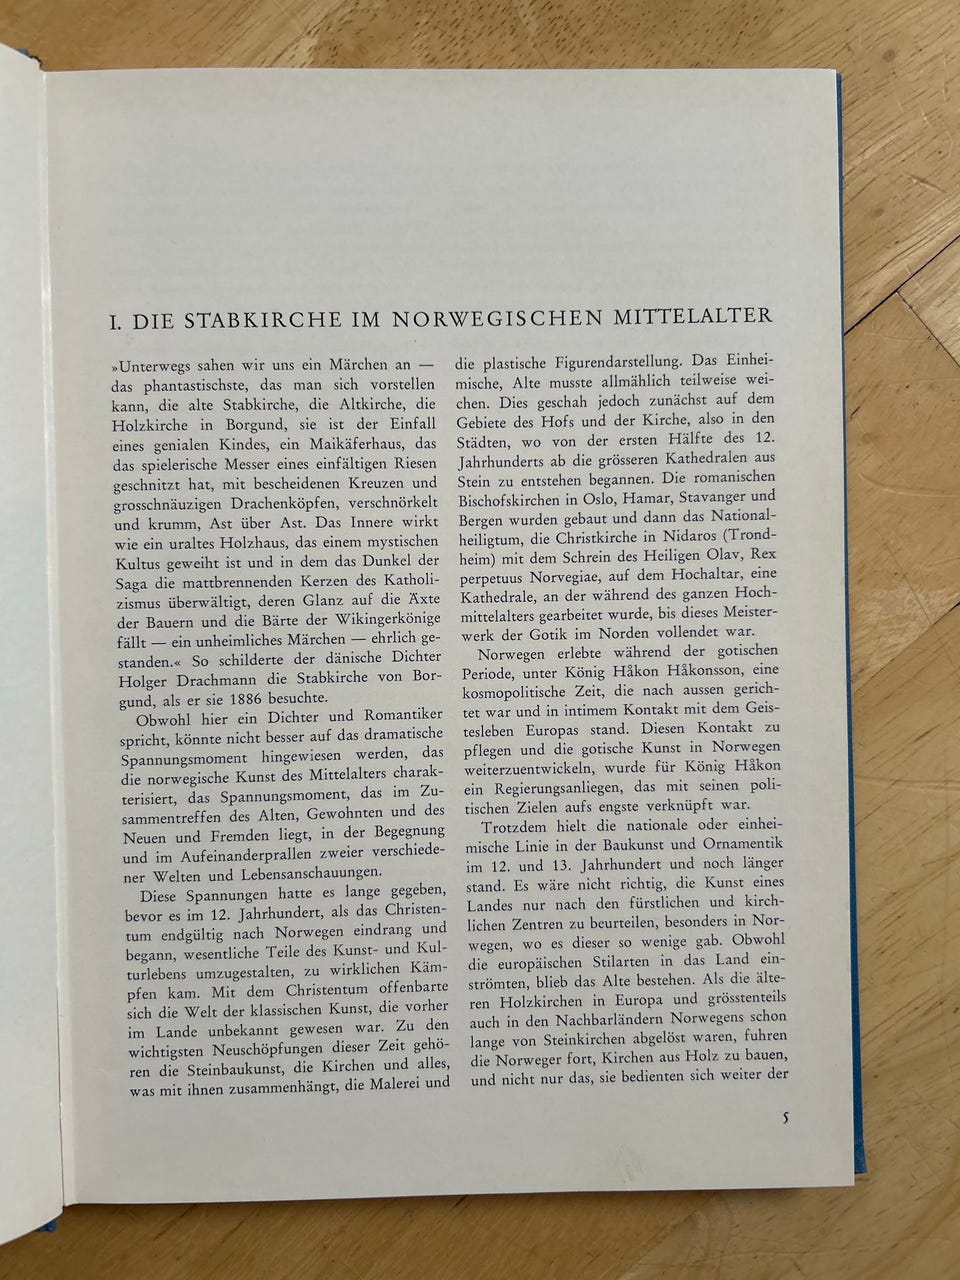 I. DIE STABKIRCHE IM NORWEGISCHEN MITTELALTER
»Unterwegs sahen wir uns ein Märchen an —
das phantastischste, das man sich vorstellen
kann, die alte Stabkirche, die Altkirche, die
Holzkirche in Borgund, sie ist der Einfall
eines genialen Kindes, ein Maikäferhaus, das
das spielerische Messer eines einfältigen Riesen
geschnitzt hat, mit bescheidenen Kreuzen und
grosschnäuzigen Drachenköpfen, verschnörkelt
und krumm, Ast über Ast. Das Innere wirkt
wie ein uraltes Holzhaus, das einem mystischen
Kultus geweiht ist und in dem das Dunkel der
Saga die mattbrennenden Kerzen des Katholi-
zismus überwältigt, deren Glanz auf die Äxte
der Bauern und die Bärte der Wikingerkönige
fällt — ein unheimliches Märchen — ehrlich ge-
standen.« So schilderte der dänische Dichter
Holger Drachmann die Stabkirche von Bor-
gund, als er sie 1886 besuchte.
Obwohl hier ein Dichter und Romantiker
spricht, könnte nicht besser auf das dramatische
Spannungsmoment hingewiesen werden, das
die norwegische Kunst des Mittelalters charak-
terisiert, das Spannungsmoment, das im Zu-
sammentreffen des Alten, Gewohnten und des
Neuen und Fremden liegt, in der Begegnung
und im Aufeinanderprallen zweier verschiede-
ner Welten und Lebensanschauungen.
Diese Spannungen hatte es lange gegeben,
bevor es im 12. Jahrhundert, als das Christen-
tum endgültig nach Norwegen eindrang und
begann, wesentliche Teile des Kunst- und Kul-
turlebens umzugestalten, zu wirklichen Käm-
pfen kam. Mit dem Christentum offenbarte
sich die Welt der klassischen Kunst, die vorher
im Lande unbekannt gewesen war. Zu den
wichtigsten Neuschöpfungen dieser Zeit gehö-
ren die Steinbaukunst, die Kirchen und alles,
was mit ihnen zusammenhängt, die Malerei und
die plastische Figurendarstellung. Das Einhei-
mische, Alte musste allmählich teilweise wei-
chen. Dies geschah jedoch zunächst auf dem
Gebiete des Hofs und der Kirche, also in den
Städten, wo von der ersten Hälfte des 12.
Jahrhunderts ab die grösseren Kathedralen aus
Stein zu entstehen begannen. Die romanischen
Bischofskirchen in Oslo, Hamar, Stavanger und
Bergen wurden gebaut und dann das National-
heiligtum, die Christkirche in Nidaros (Trond-
heim) mit dem Schrein des Heiligen Olav, Rex
perpetuus Norvegiae, auf dem Hochaltar, eine
Kathedrale, an der während des ganzen Hoch-
mittelalters gearbeitet wurde, bis dieses Meister-
werk der Gotik im Norden vollendet war.
Norwegen erlebte während der gotischen
Periode, unter König Håkon Håkonsson, eine
kosmopolitische Zeit, die nach aussen gerich-
tet war und in intimem Kontakt mit dem Geis-
tesleben Europas stand. Diesen Kontakt zu
pflegen und die gotische Kunst in Norwegen
weiterzuentwickeln, wurde für König Håkon
ein Regierungsanliegen, das mit seinen poli-
tischen Zielen aufs engste verknüpft war.
Trotzdem hielt die nationale oder einhei-
mische Linie in der Baukunst und Ornamentik
im 12. und 13. Jahrhundert und noch länger
stand. Es wäre nicht richtig, die Kunst eines
Landes nur nach den fürstlichen und kirch-
lichen Zentren zu beurteilen, besonders in Nor-
wegen, wo es dieser so wenige gab. Obwohl
die europäischen Stilarten in das Land ein-
strömten, blieb das Alte bestehen. Als die älte-
ren Holzkirchen in Europa und grösstenteils
auch in den Nachbarländern Norwegens schon
lange von Steinkirchen abgelöst waren, fuhren
die Norweger fort, Kirchen aus Holz zu bauen,
und nicht nur das, sie bedienten sich weiter der
5